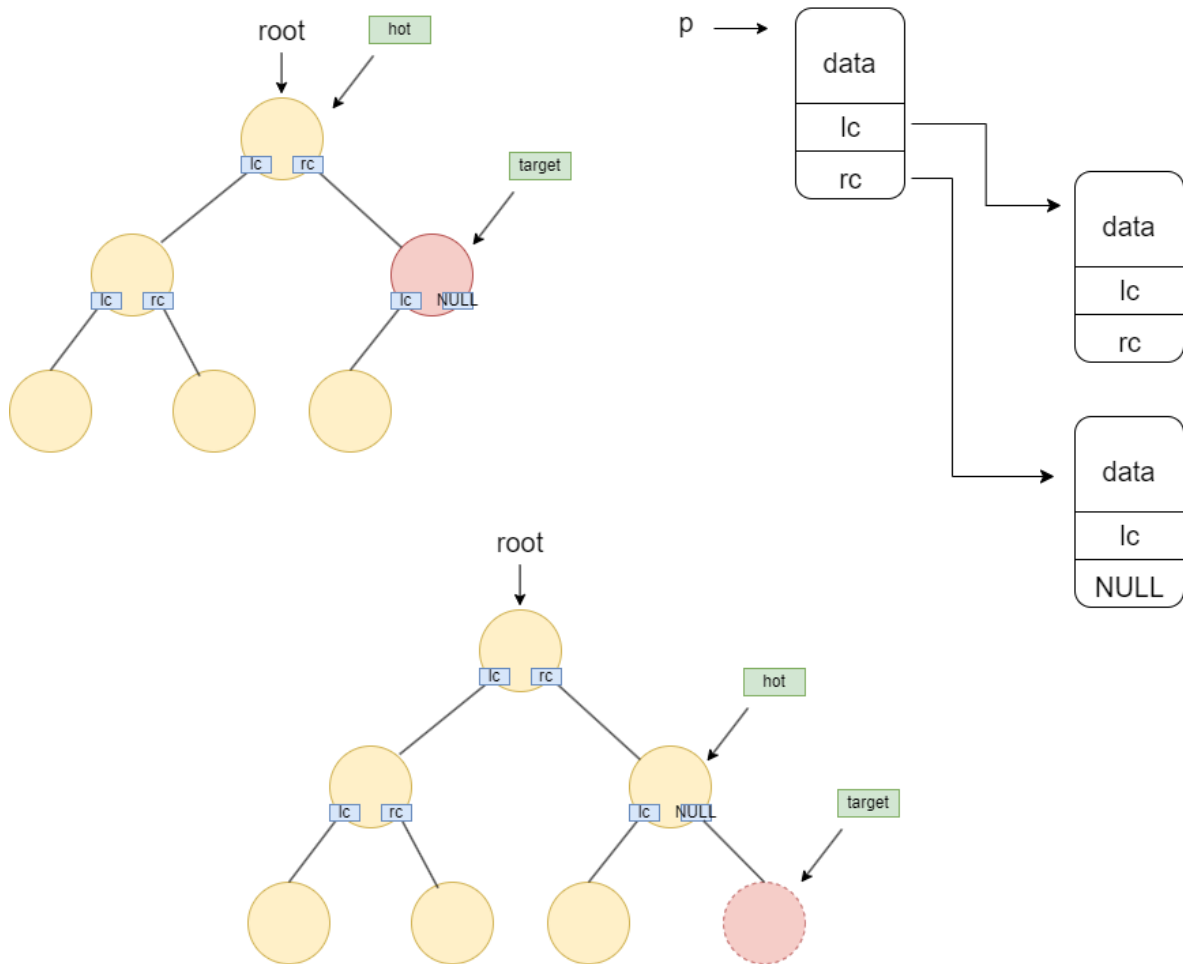 root
hot
lc
rc
target
lc
rc
lc
NULL
p
data
lc
rc
data
lc
rc
data
lc
NULL
root
lc
rc
hot
lc
rc
lc
NULL
target